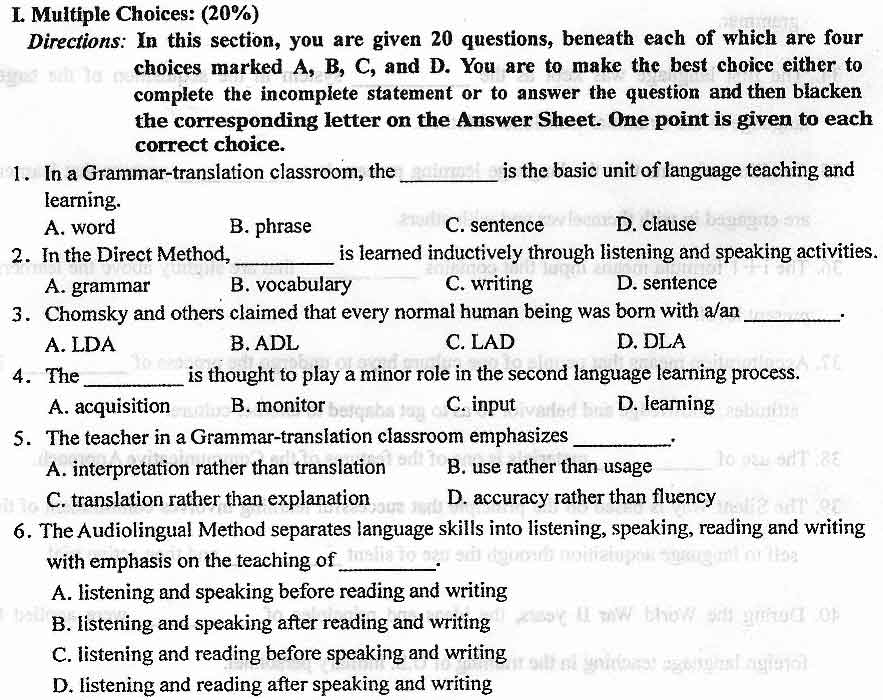 I. Multiple Choices: (20%)
Directions: In this section, you are given 20 questions, beneath each of which are four
choices marked A, B, C, and D. You are to make the best choice either to
complete the incomplete statement or to answer the question and then blacken
the corresponding letter on the Answer Sheet. One point is given to each
correct choice.
1. In a Grammar-translation classroom, the __________ is the basic unit of language teaching and
learning.
A. word B. phrase C. sentence D. clause
2. In the Direct Method, __________ is learned inductively through listening and speaking activities.
A. grammar B. vocabulary C. writing D. sentence
3. Chomsky and others claimed that every normal human being was born with a/an __________.
A. LDA B. ADL C. LAD D. DLA
4. The __________ is thought to play a minor role in the second language learning process.
A. acquisition B. monitor C. input D. learning
5. The teacher in a Grammar-translation classroom emphasizes __________.
A. interpretation rather than translation B. use rather than usage
C. translation rather than explanation D. accuracy rather than fluency
6. The Audiolingual Method separates language skills into listening, speaking, reading and writing
with emphasis on the teaching of __________.
A. listening and speaking before reading and writing
B. listening and speaking after reading and writing
C. listening and reading before speaking and writing
D. listening and reading after speaking and writing